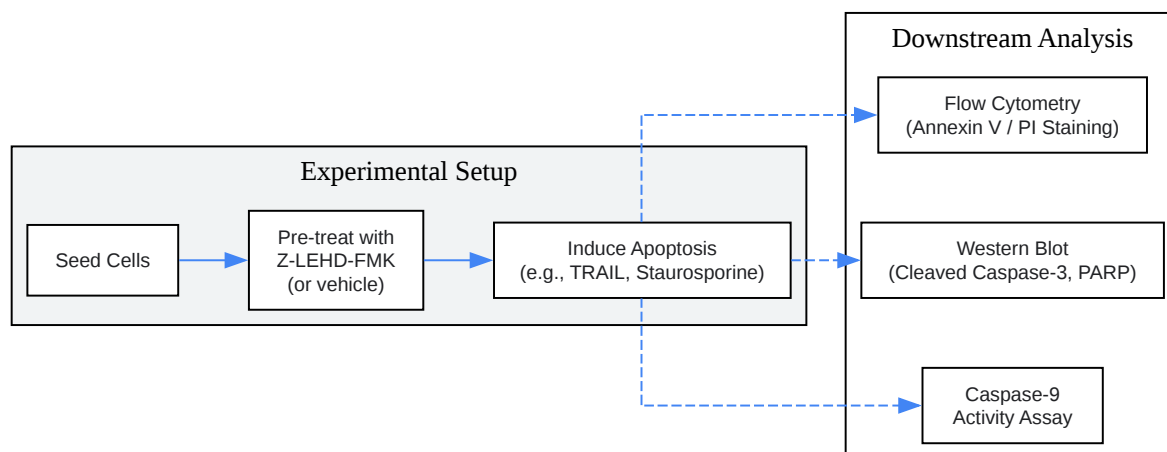 Experimental Setup
Seed Cells
Pre-treat with
Z-LEHD-FMK
(or vehicle)
Induce Apoptosis
(e.g., TRAIL, Staurosporine)
Downstream Analysis
Flow Cytometry
(Annexin V / PI Staining)
Western Blot
(Cleaved Caspase-3, PARP)
Caspase-9
Activity Assay